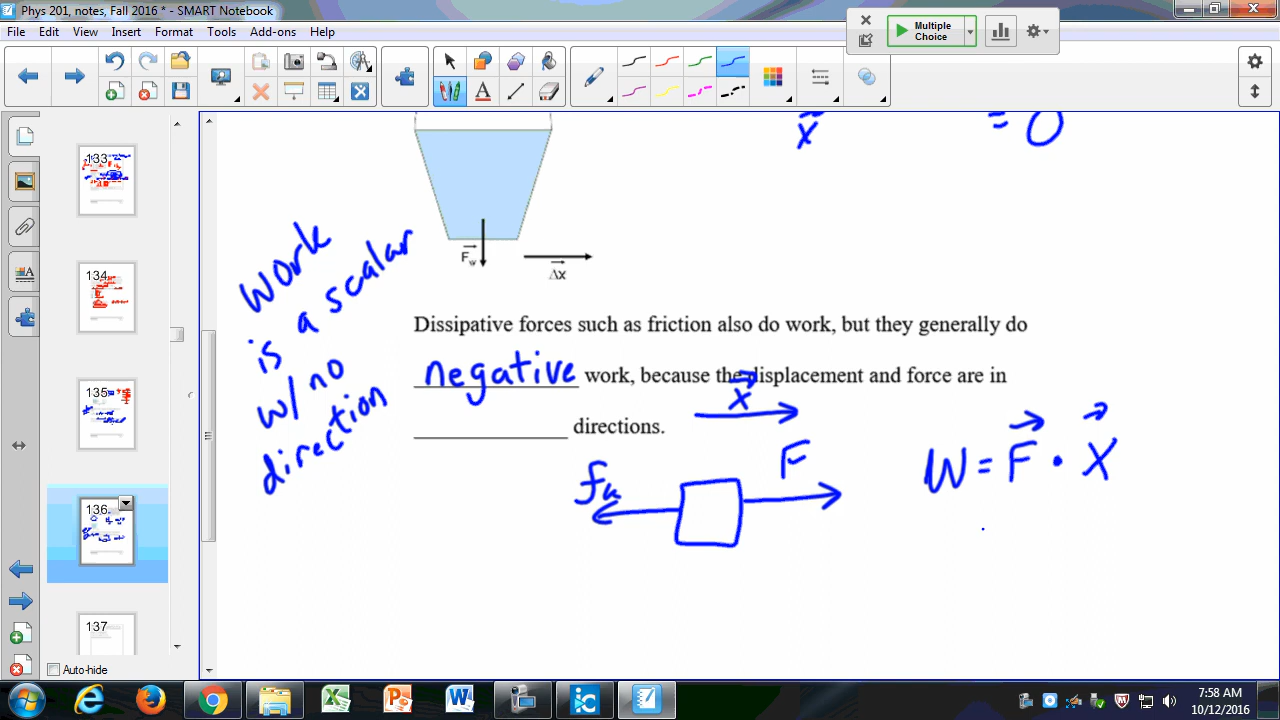 Phys 201, notes, Fall 2016 * - SMART Notebook
File Edit View Insert Format Tools Add-ons Help
Multiple
Choice
133
134
135
136
137
Auto-hide
x
= 0
F w
Δx
Work
is a scalar
w/ no
direction
Dissipative forces such as friction also do work, but they generally do
negative work, because the displacement and force are in
x
____________ directions.
F
W = F • X
f k
7:58 AM
10/12/2016